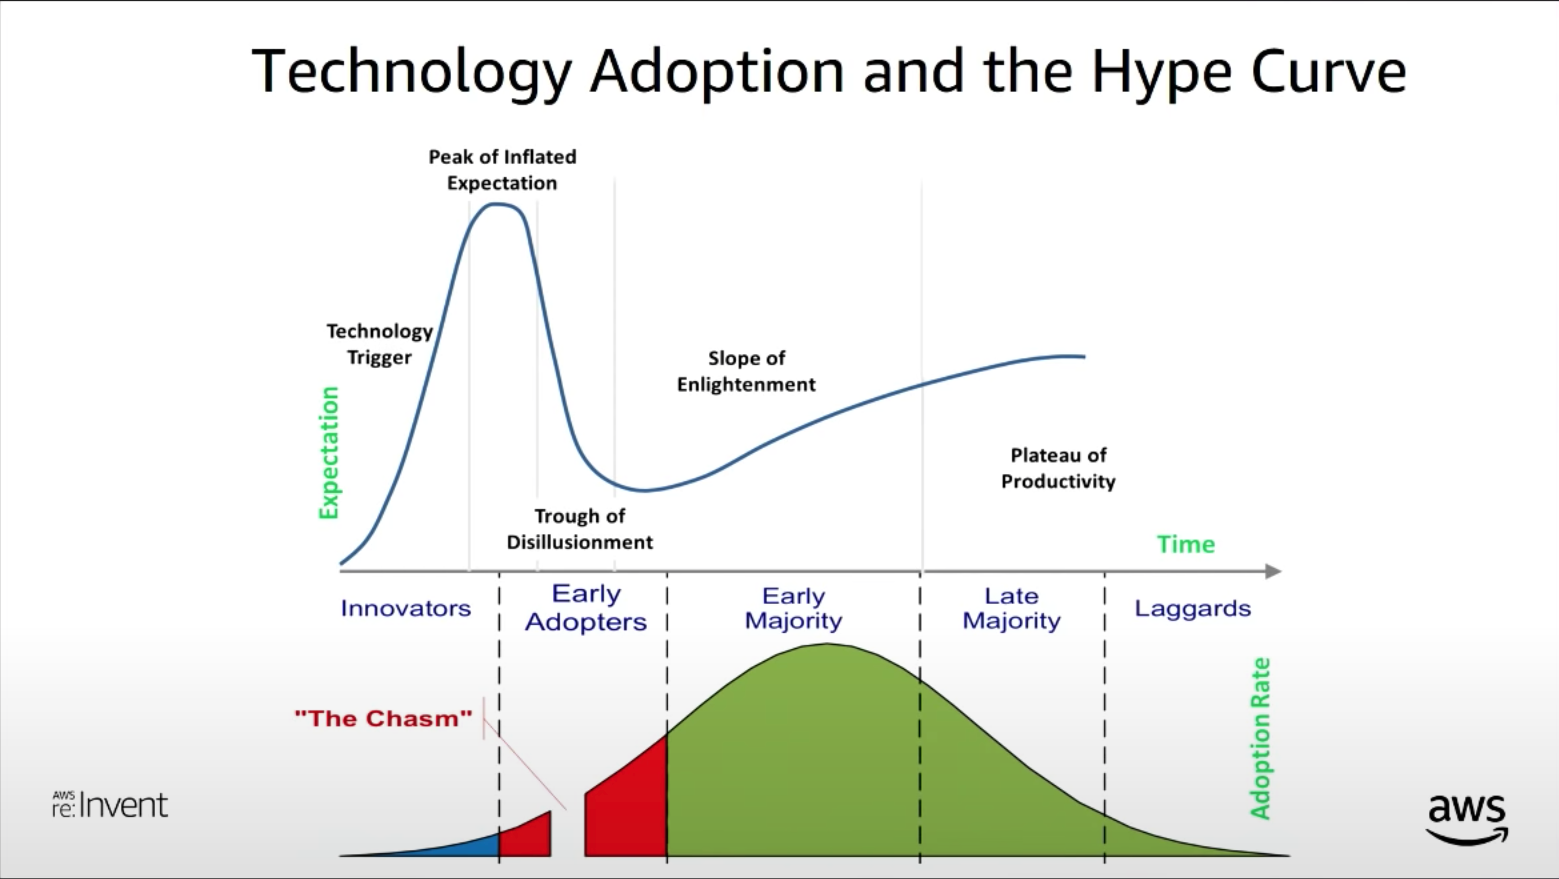 Technology Adoption and the Hype Curve
Peak of Inflated
Expectation
Technology
Trigger
Expectation
Slope of
Enlightenment
Plateau of
Productivity
Trough of
Disillusionment
Time
Innovators
Early
Adopters
Early
Majority
Late
Majority
Laggards
"The Chasm"
Adoption Rate
AWS
re:Invent
aws